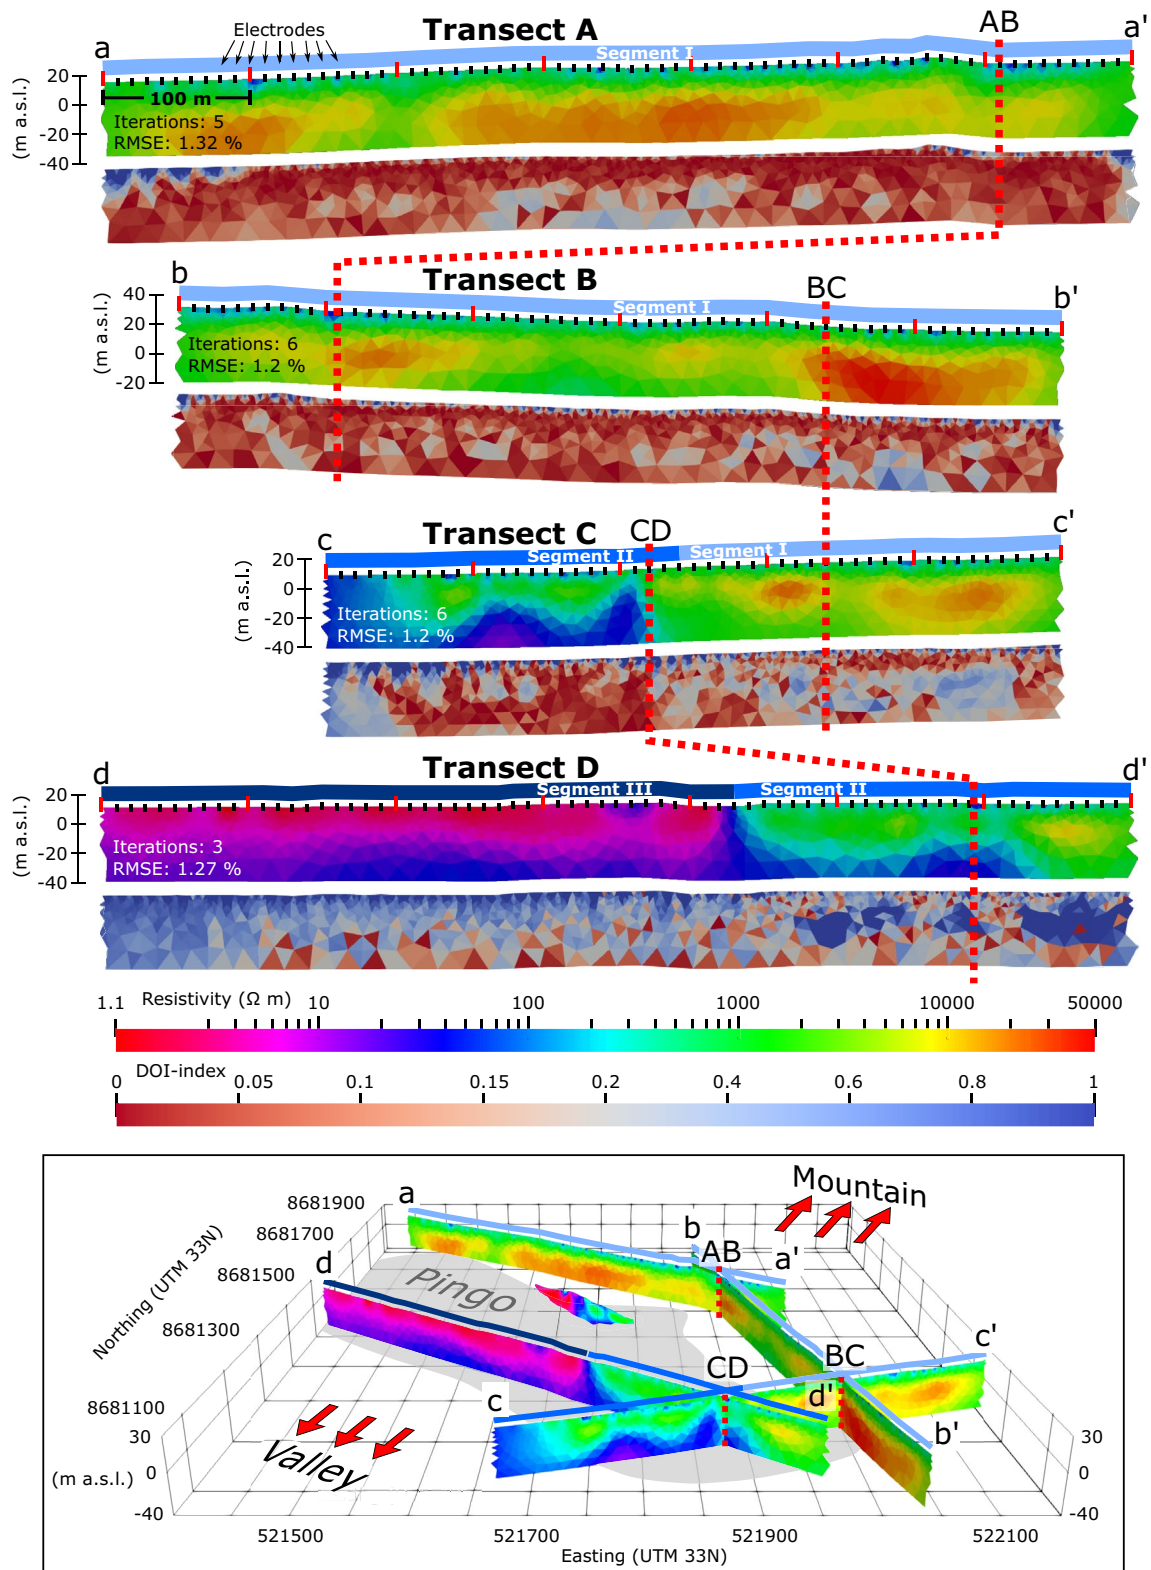 Electrodes
Transect A
AB
a
a'
Segment I
20
0
-20
-40
(m a.s.l.)
100 m
Iterations: 5
RMSE: 1.32 %
b
Transect B
BC
b'
Segment I
40
20
0
-20
(m a.s.l.)
Iterations: 6
RMSE: 1.2 %
c
Transect C
CD
c'
Segment II
Segment I
20
0
-20
-40
(m a.s.l.)
Iterations: 6
RMSE: 1.2 %
d
Transect D
d'
Segment III
Segment II
20
0
-20
-40
(m a.s.l.)
Iterations: 3
RMSE: 1.27 %
1.1 Resistivity (Ω m) 10 100 1000 10000 50000
0 DOI-index 0.05 0.1 0.15 0.2 0.4 0.6 0.8 1
Mountain
8681900
8681700
8681500
8681300
8681100
Northing (UTM 33N)
a
b
AB
a'
d
Pingo
CD
BC
c'
c
d'
b'
Valley
30
0
-40
(m a.s.l.)
30
0
-40
521500 521700 521900 522100
Easting (UTM 33N)